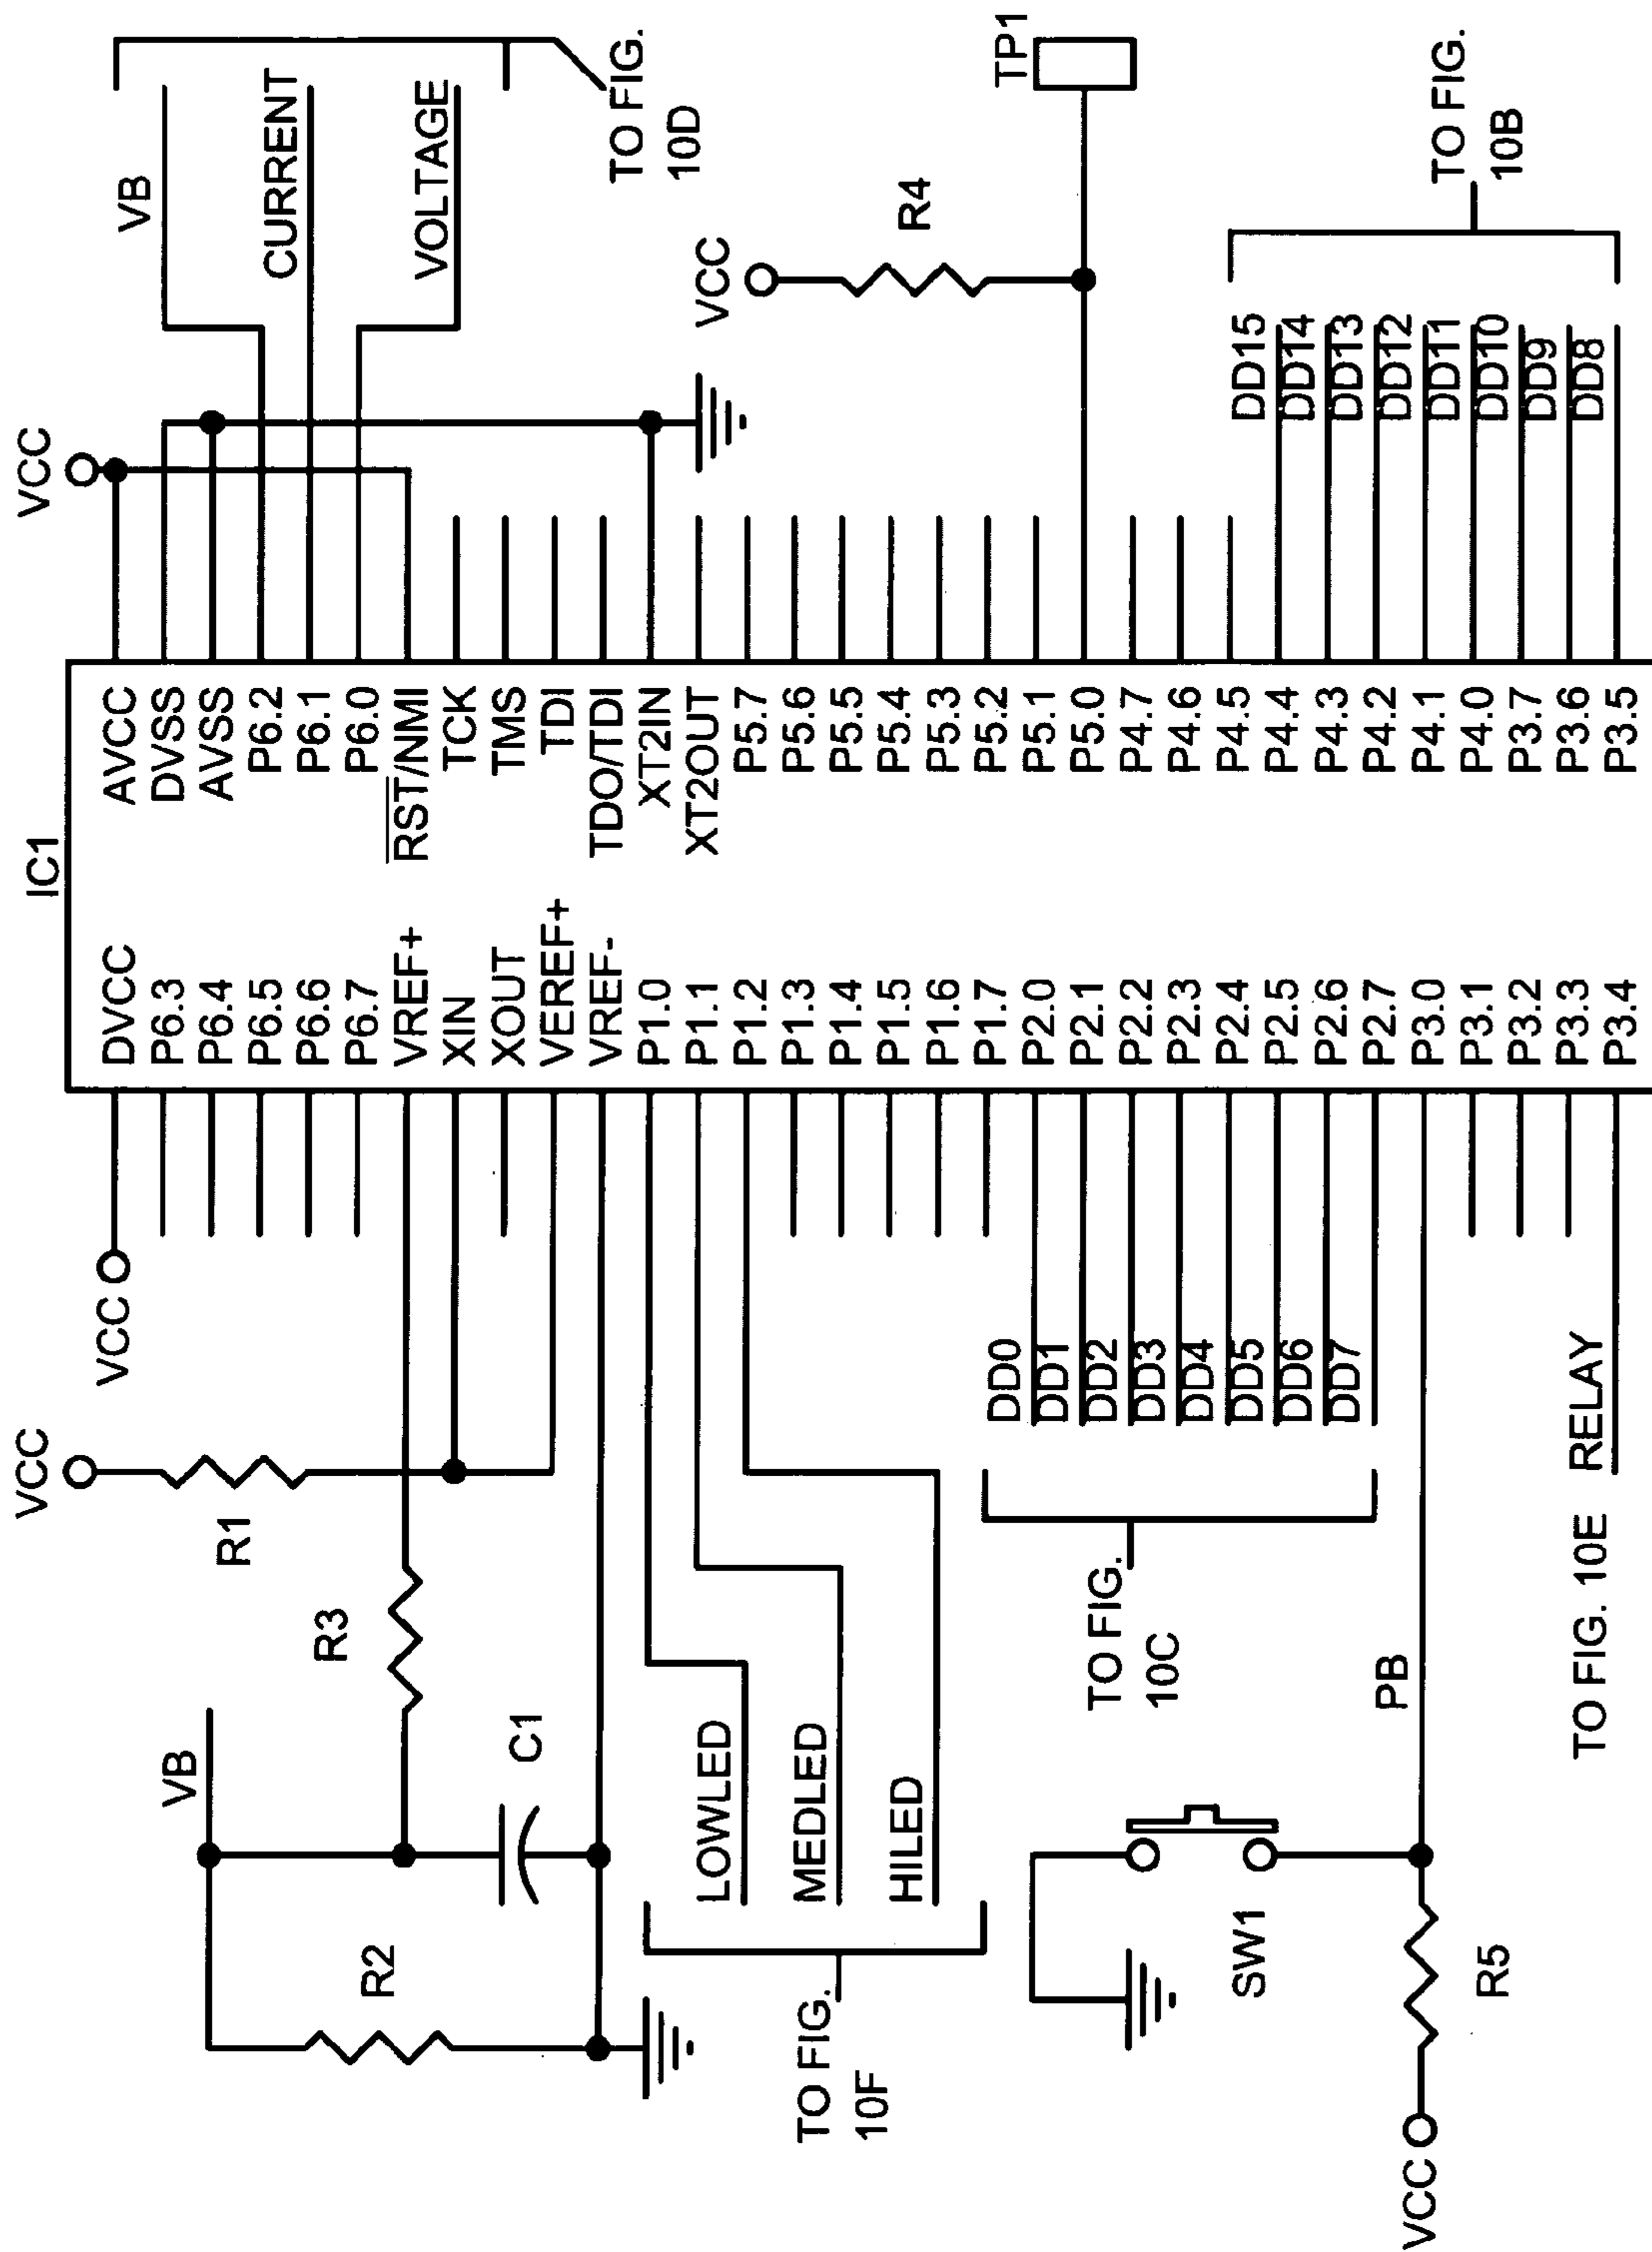 IC1
DVCC
P6.3
P6.4
P6.5
P6.6
P6.7
VREF+
XIN
XOUT
VEREF+
VREF-
P1.0
P1.1
P1.2
P1.3
P1.4
P1.5
P1.6
P1.7
P2.0
P2.1
P2.2
P2.3
P2.4
P2.5
P2.6
P2.7
P3.0
P3.1
P3.2
P3.3
P3.4
AVCC
DVSS
AVSS
P6.2
P6.1
P6.0
RST/NMI
TCK
TMS
TDI
TDO/TDI
XT2IN
XT2OUT
P5.7
P5.6
P5.5
P5.4
P5.3
P5.2
P5.1
P5.0
P4.7
P4.6
P4.5
P4.4
P4.3
P4.2
P4.1
P4.0
P3.7
P3.6
P3.5
VCC
VCC
R1
R3
VB
C1
R2
LOWLED
MEDLED
HILED
TO FIG.
10F
DD0
DD1
DD2
DD3
DD4
DD5
DD6
DD7
TO FIG.
10C
SW1
PB
R5
VCC
RELAY
TO FIG. 10E
VCC
VB
CURRENT
VOLTAGE
TO FIG.
10D
VCC
R4
TP1
DD15
DD14
DD13
DD12
DD11
DD10
DD9
DD8
TO FIG.
10B